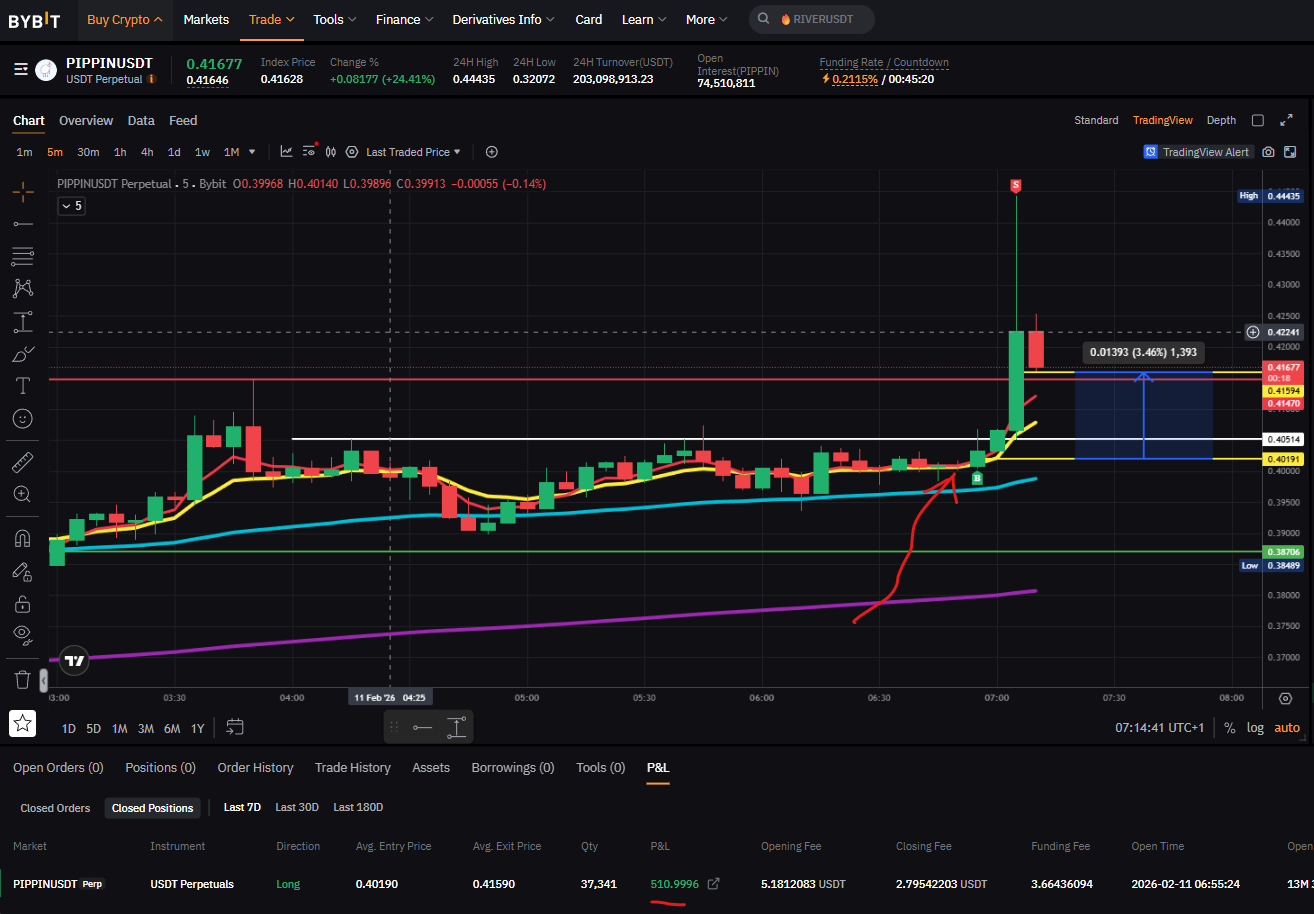 BYBIT Buy Crypto Markets Trade Tools Finance Derivatives Info Card Learn More RIVERUSDT
PIPPINUSDT 0.41677 Index Price Change % 24H High 24H Low 24H Turnover(USDT) Open Interest(PIPPIN) Funding Rate / Countdown
USDT Perpetual 0.41646 0.41628 +0.08177 (+24.41%) 0.44435 0.32072 203,098,913.23 74,510,811 0.2115% / 00:45:20
Chart Overview Data Feed Standard TradingView Depth
1m 5m 30m 1h 4h 1d 1w 1M Last Traded Price TradingView Alert
PIPPINUSDT Perpetual . 5 . Bybit O0.39968 H0.40140 L0.39896 C0.39913 −0.00055 (−0.14%)
5
S
High 0.44435
0.44000
0.43500
0.43000
0.42500
0.42241
0.42000
0.01393 (3.46%) 1,393
0.41677
00:18
0.41594
0.41470
0.40514
0.40191
0.40000
B
0.39500
0.39000
0.38706
Low 0.38489
0.38000
0.37500
0.37000
3:00 03:30 04:00 11 Feb '26 04:25 05:00 05:30 06:00 06:30 07:00 07:30 08:00
1D 5D 1M 3M 6M 1Y 07:14:41 UTC+1 % log auto
Open Orders (0) Positions (0) Order History Trade History Assets Borrowings (0) Tools (0) P&L
Closed Orders Closed Positions Last 7D Last 30D Last 180D
Market Instrument Direction Avg. Entry Price Avg. Exit Price Qty P&L Opening Fee Closing Fee Funding Fee Open Time Open
PIPPINUSDT Perp USDT Perpetuals Long 0.40190 0.41590 37,341 510.9996 5.1812083 USDT 2.79542203 USDT 3.66436094 2026-02-11 06:55:24 13M